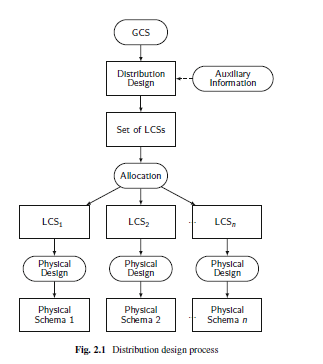 GCS
Distribution
Design
Auxiliary
Information
Set of LCSs
Allocation
LCS₁
LCS₂
...
LCSₙ
Physical
Design
Physical
Design
Physical
Design
Physical
Schema 1
Physical
Schema 2
...
Physical
Schema n
Fig. 2.1 Distribution design process